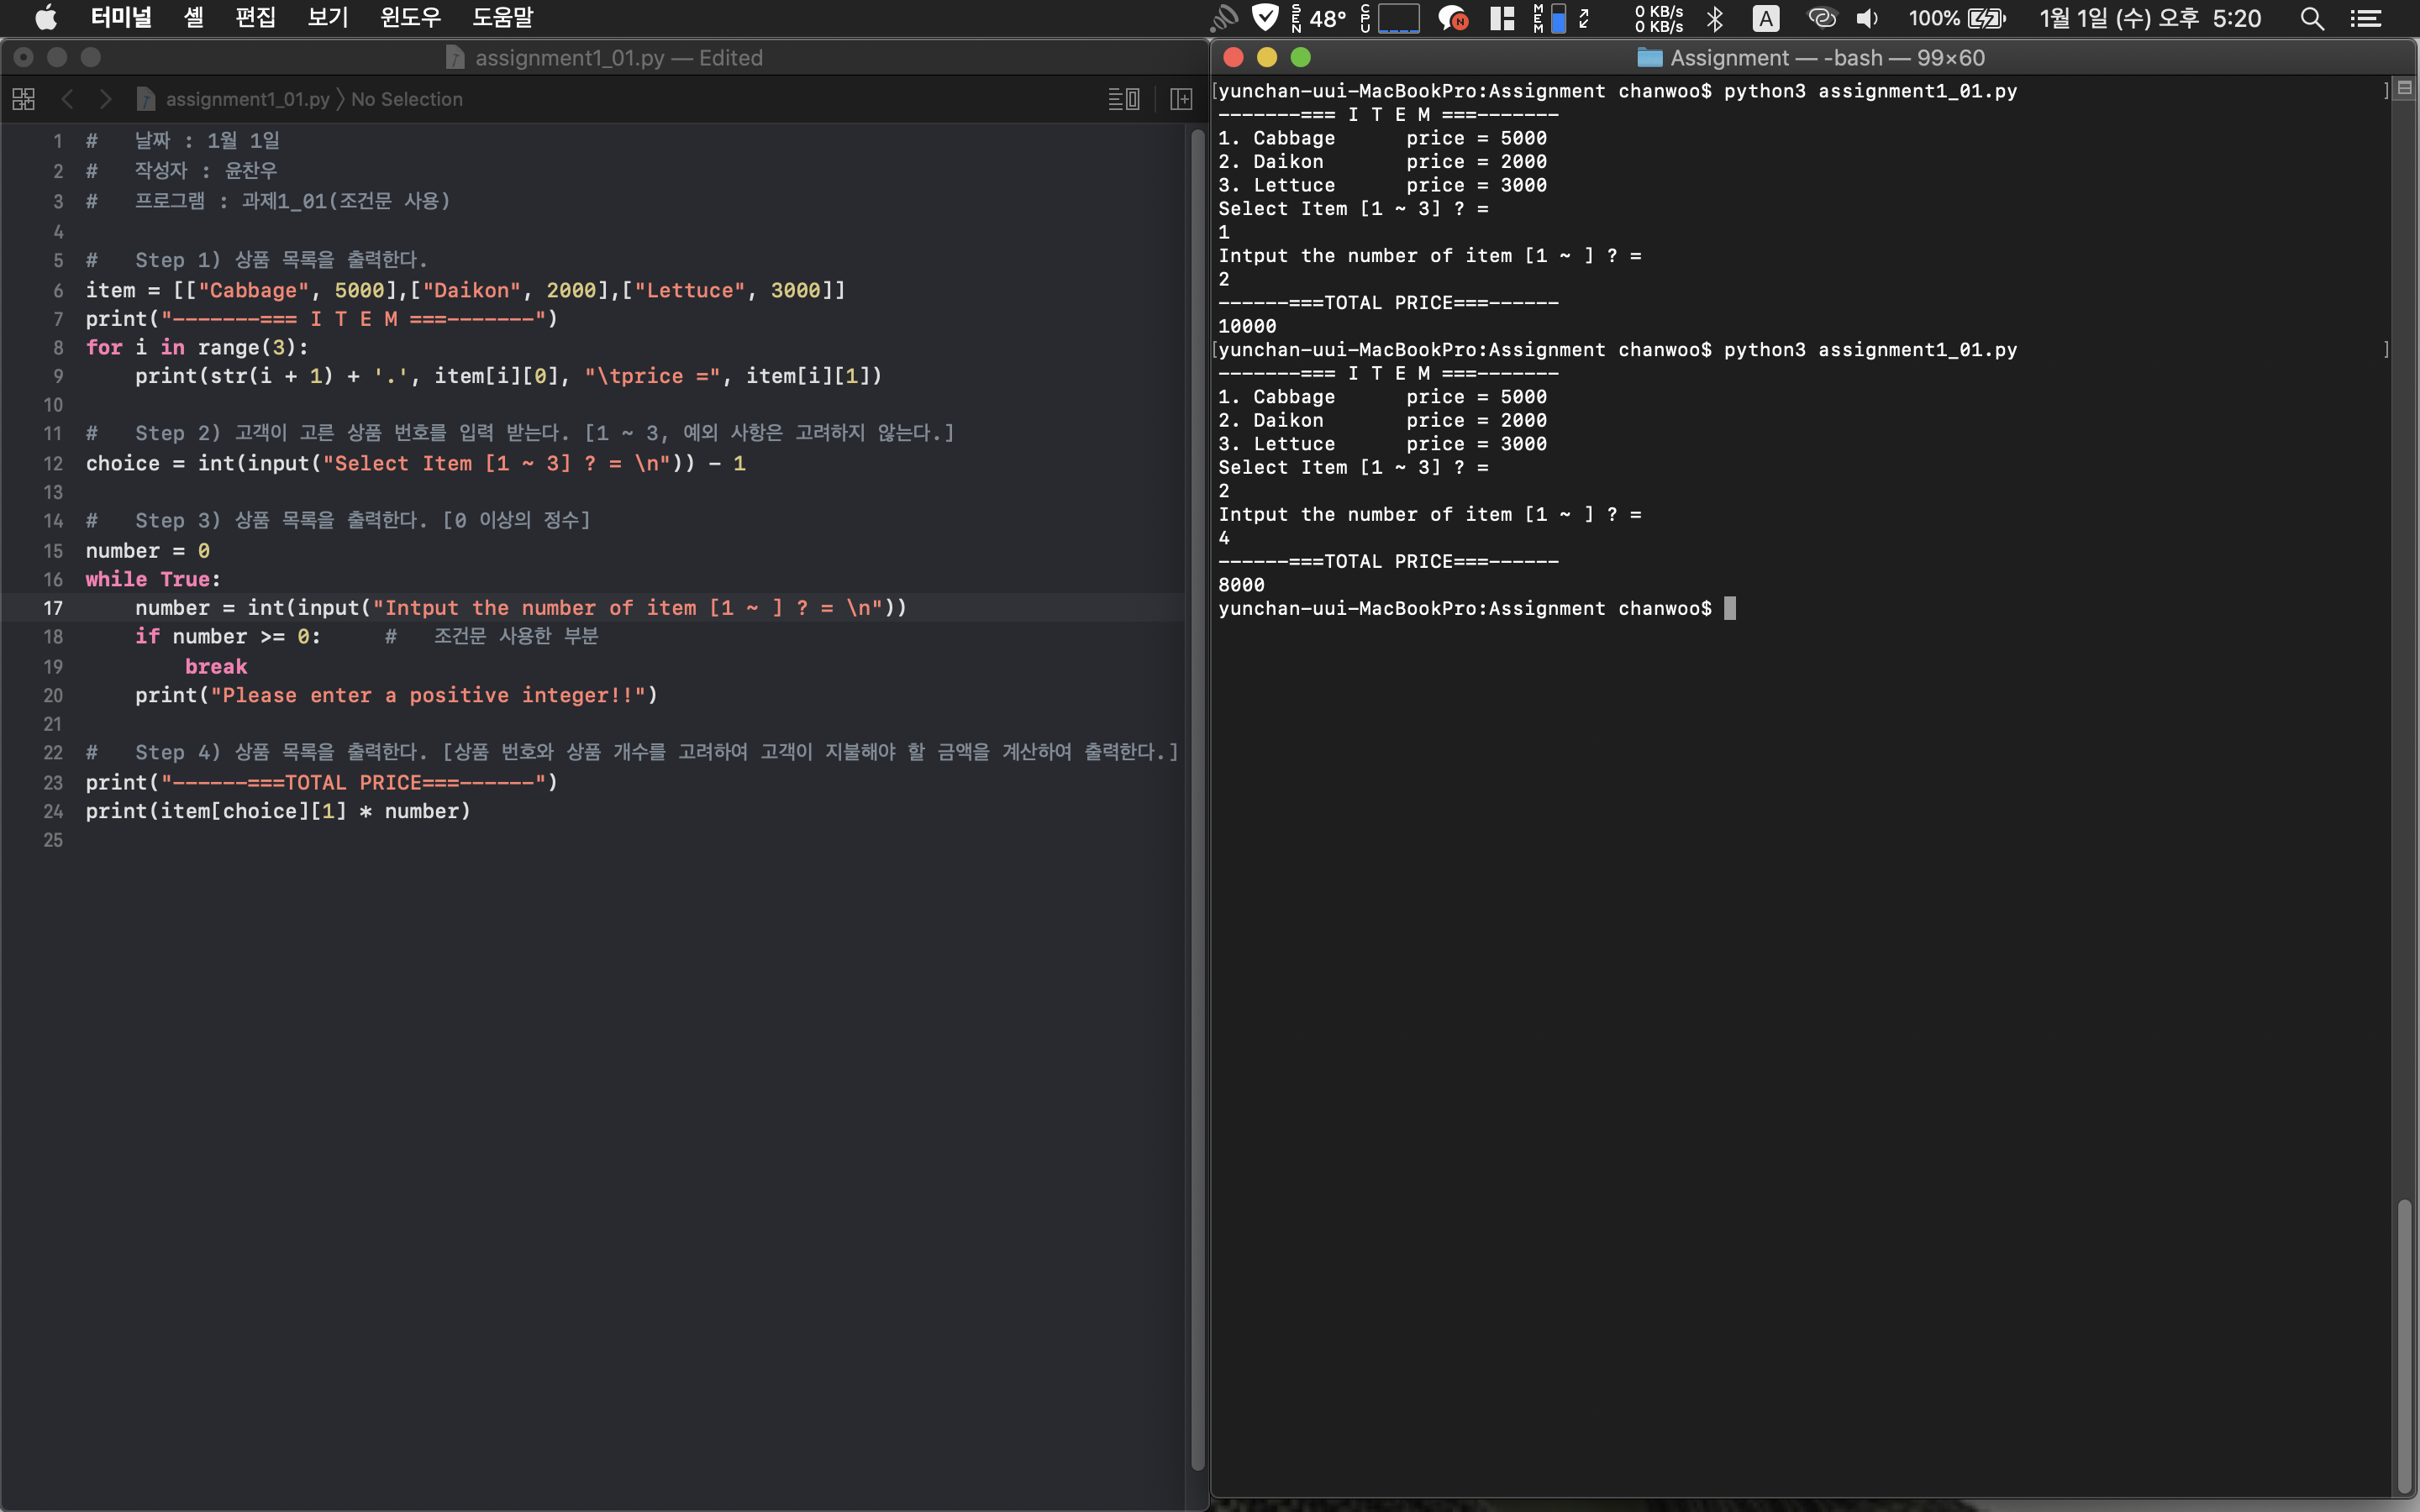 터미널 셸 편집 보기 윈도우 도움말 SEN 48° CPU N MEM 0 KB/s 0 KB/s A 100% 1월 1일 (수) 오후 5:20
assignment1_01.py — Edited
assignment1_01.py 〉 No Selection
1 # 날짜 : 1월 1일
2 # 작성자 : 윤찬우
3 # 프로그램 : 과제1_01(조건문 사용)
4
5 # Step 1) 상품 목록을 출력한다.
6 item = [["Cabbage", 5000],["Daikon", 2000],["Lettuce", 3000]]
7 print("-------=== I T E M ===-------")
8 for i in range(3):
9     print(str(i + 1) + '.', item[i][0], "\tprice =", item[i][1])
10
11 # Step 2) 고객이 고른 상품 번호를 입력 받는다. [1 ~ 3, 예외 사항은 고려하지 않는다.]
12 choice = int(input("Select Item [1 ~ 3] ? = \n")) - 1
13
14 # Step 3) 상품 목록을 출력한다. [0 이상의 정수]
15 number = 0
16 while True:
17     number = int(input("Intput the number of item [1 ~ ] ? = \n"))
18     if number >= 0:     # 조건문 사용한 부분
19         break
20     print("Please enter a positive integer!!")
21
22 # Step 4) 상품 목록을 출력한다. [상품 번호와 상품 개수를 고려하여 고객이 지불해야 할 금액을 계산하여 출력한다.]
23 print("------===TOTAL PRICE===------")
24 print(item[choice][1] * number)
25
Assignment — -bash — 99×60
[yunchan-uui-MacBookPro:Assignment chanwoo$ python3 assignment1_01.py ]
-------=== I T E M ===-------
1. Cabbage      price = 5000
2. Daikon       price = 2000
3. Lettuce      price = 3000
Select Item [1 ~ 3] ? =
1
Intput the number of item [1 ~ ] ? =
2
------===TOTAL PRICE===------
10000
[yunchan-uui-MacBookPro:Assignment chanwoo$ python3 assignment1_01.py ]
-------=== I T E M ===-------
1. Cabbage      price = 5000
2. Daikon       price = 2000
3. Lettuce      price = 3000
Select Item [1 ~ 3] ? =
2
Intput the number of item [1 ~ ] ? =
4
------===TOTAL PRICE===------
8000
yunchan-uui-MacBookPro:Assignment chanwoo$